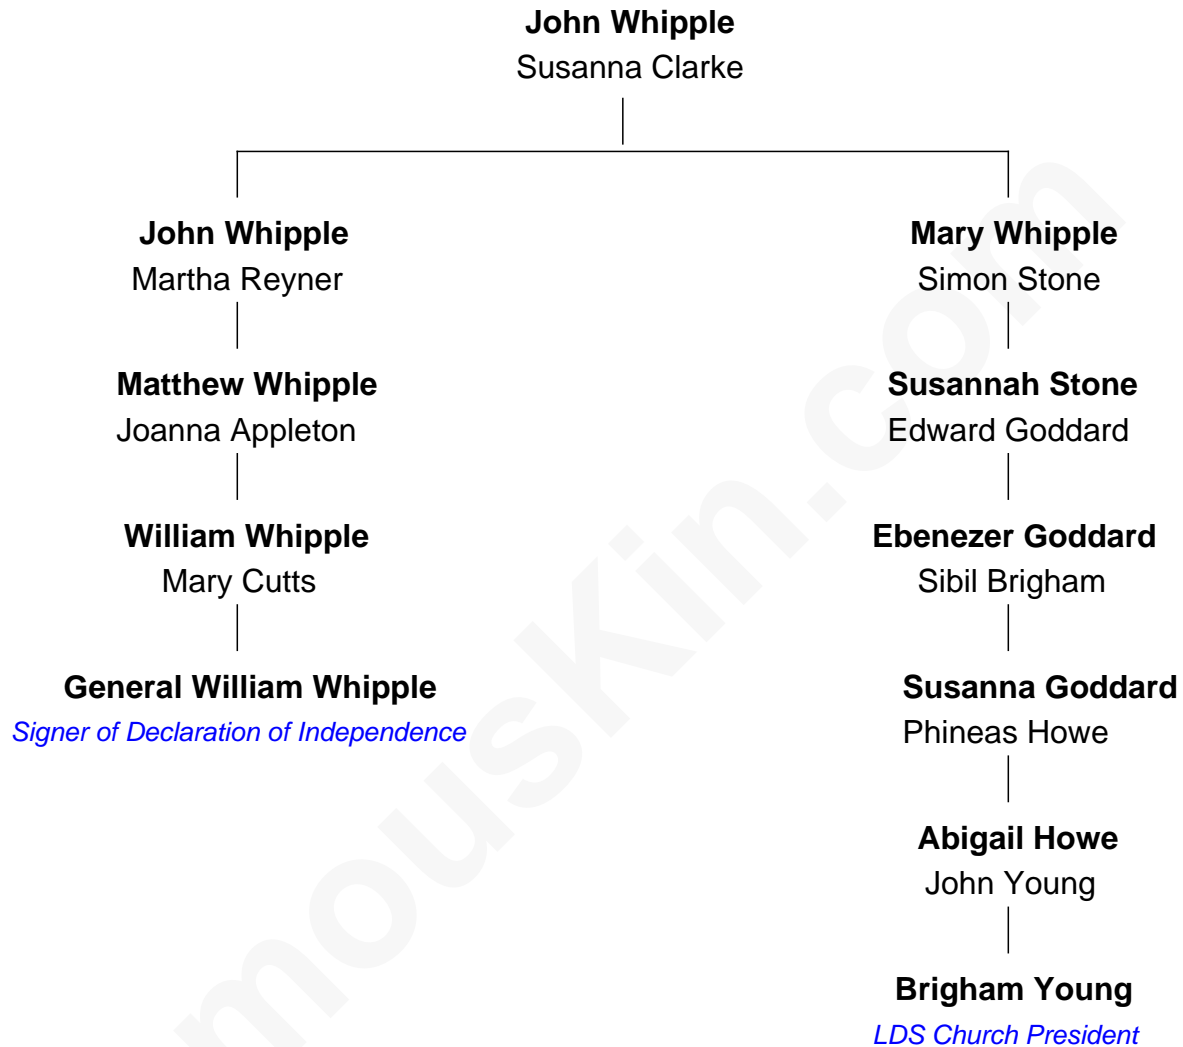 John Whipple
Susanna Clarke
John Whipple
Martha Reyner
Mary Whipple
Simon Stone
Matthew Whipple
Joanna Appleton
Susannah Stone
Edward Goddard
William Whipple
Mary Cutts
Ebenezer Goddard
Sibil Brigham
General William Whipple
Signer of Declaration of Independence
Susanna Goddard
Phineas Howe
Abigail Howe
John Young
Brigham Young
LDS Church President
mousKin.com